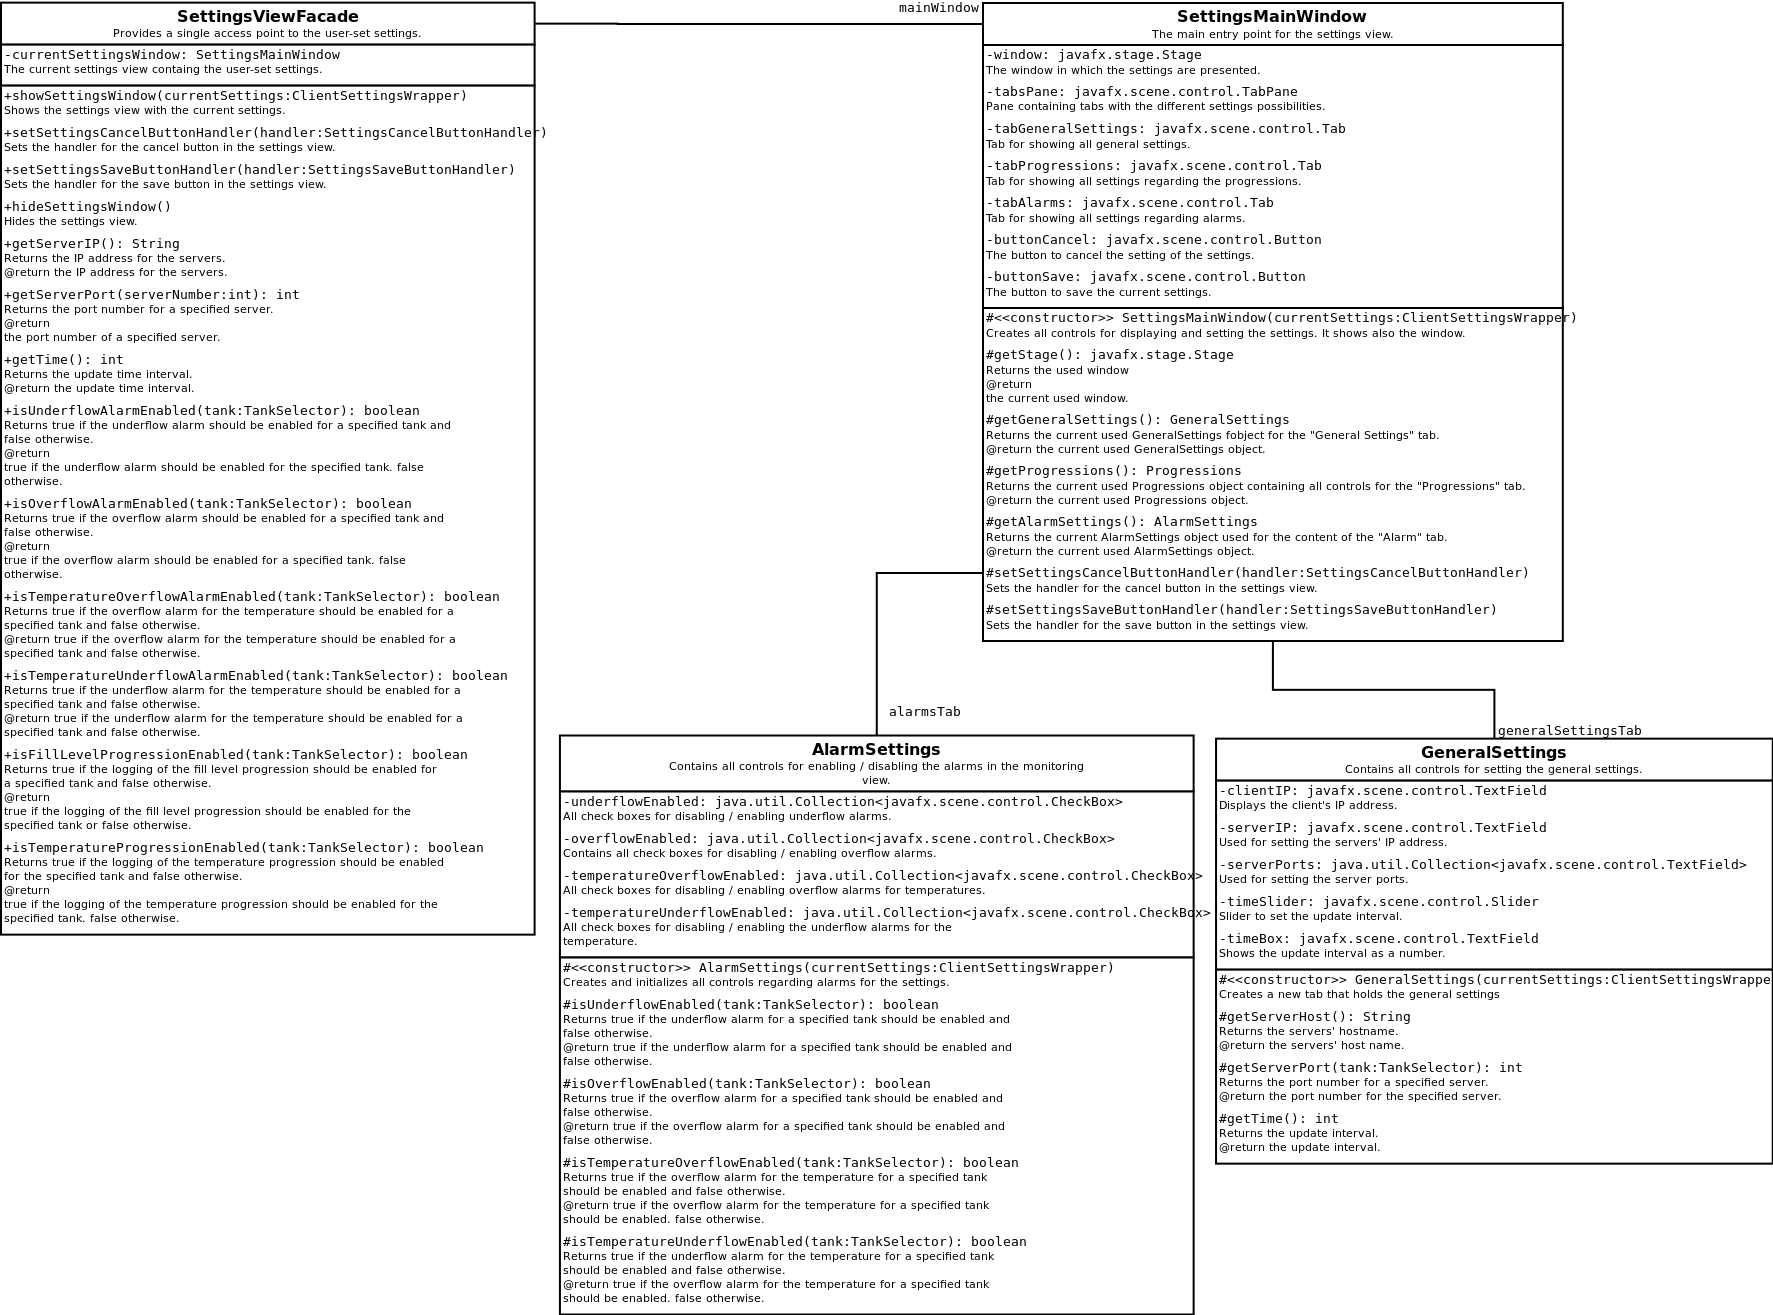 SettingsViewFacade
Provides a single access point to the user-set settings.
-currentSettingsWindow: SettingsMainWindow
The current settings view containg the user-set settings.
+showSettingsWindow(currentSettings:ClientSettingsWrapper)
Shows the settings view with the current settings.
+setSettingsCancelButtonHandler(handler:SettingsCancelButtonHandler)
Sets the handler for the cancel button in the settings view.
+setSettingsSaveButtonHandler(handler:SettingsSaveButtonHandler)
Sets the handler for the save button in the settings view.
+hideSettingsWindow()
Hides the settings view.
+getServerIP(): String
Returns the IP address for the servers.
@return the IP address for the servers.
+getServerPort(serverNumber:int): int
Returns the port number for a specified server.
@return
the port number of a specified server.
+getTime(): int
Returns the update time interval.
@return the update time interval.
+isUnderflowAlarmEnabled(tank:TankSelector): boolean
Returns true if the underflow alarm should be enabled for a specified tank and
false otherwise.
@return
true if the underflow alarm should be enabled for the specified tank. false
otherwise.
+isOverflowAlarmEnabled(tank:TankSelector): boolean
Returns true if the overflow alarm should be enabled for a specified tank and
false otherwise.
@return
true if the overflow alarm should be enabled for a specified tank. false
otherwise.
+isTemperatureOverflowAlarmEnabled(tank:TankSelector): boolean
Returns true if the overflow alarm for the temperature should be enabled for a
specified tank and false otherwise.
@return true if the overflow alarm for the temperature should be enabled for a
specified tank and false otherwise.
+isTemperatureUnderflowAlarmEnabled(tank:TankSelector): boolean
Returns true if the underflow alarm for the temperature should be enabled for a
specified tank and false otherwise.
@return true if the underflow alarm for the temperature should be enabled for a
specified tank and false otherwise.
+isFillLevelProgressionEnabled(tank:TankSelector): boolean
Returns true if the logging of the fill level progression should be enabled for
a specified tank and false otherwise.
@return
true if the logging of the fill level progression should be enabled for the
specified tank or false otherwise.
+isTemperatureProgressionEnabled(tank:TankSelector): boolean
Returns true if the logging of the temperature progression should be enabled
for the specified tank and false otherwise.
@return
true if the logging of the temperature progression should be enabled for the
specified tank. false otherwise.
mainWindow
SettingsMainWindow
The main entry point for the settings view.
-window: javafx.stage.Stage
The window in which the settings are presented.
-tabsPane: javafx.scene.control.TabPane
Pane containing tabs with the different settings possibilities.
-tabGeneralSettings: javafx.scene.control.Tab
Tab for showing all general settings.
-tabProgressions: javafx.scene.control.Tab
Tab for showing all settings regarding the progressions.
-tabAlarms: javafx.scene.control.Tab
Tab for showing all settings regarding alarms.
-buttonCancel: javafx.scene.control.Button
The button to cancel the setting of the settings.
-buttonSave: javafx.scene.control.Button
The button to save the current settings.
#<<constructor>> SettingsMainWindow(currentSettings:ClientSettingsWrapper)
Creates all controls for displaying and setting the settings. It shows also the window.
#getStage(): javafx.stage.Stage
Returns the used window
@return
the current used window.
#getGeneralSettings(): GeneralSettings
Returns the current used GeneralSettings fobject for the "General Settings" tab.
@return the current used GeneralSettings object.
#getProgressions(): Progressions
Returns the current used Progressions object containing all controls for the "Progressions" tab.
@return the current used Progressions object.
#getAlarmSettings(): AlarmSettings
Returns the current AlarmSettings object used for the content of the "Alarm" tab.
@return the current used AlarmSettings object.
#setSettingsCancelButtonHandler(handler:SettingsCancelButtonHandler)
Sets the handler for the cancel button in the settings view.
#setSettingsSaveButtonHandler(handler:SettingsSaveButtonHandler)
Sets the handler for the save button in the settings view.
alarmsTab
AlarmSettings
Contains all controls for enabling / disabling the alarms in the monitoring
view.
-underflowEnabled: java.util.Collection<javafx.scene.control.CheckBox>
All check boxes for disabling / enabling underflow alarms.
-overflowEnabled: java.util.Collection<javafx.scene.control.CheckBox>
Contains all check boxes for disabling / enabling overflow alarms.
-temperatureOverflowEnabled: java.util.Collection<javafx.scene.control.CheckBox>
All check boxes for disabling / enabling overflow alarms for temperatures.
-temperatureUnderflowEnabled: java.util.Collection<javafx.scene.control.CheckBox>
All check boxes for disabling / enabling the underflow alarms for the
temperature.
#<<constructor>> AlarmSettings(currentSettings:ClientSettingsWrapper)
Creates and initializes all controls regarding alarms for the settings.
#isUnderflowEnabled(tank:TankSelector): boolean
Returns true if the underflow alarm for a specified tank should be enabled and
false otherwise.
@return true if the underflow alarm for a specified tank should be enabled and
false otherwise.
#isOverflowEnabled(tank:TankSelector): boolean
Returns true if the overflow alarm for a specified tank should be enabled and
false otherwise.
@return true if the overflow alarm for a specified tank should be enabled and
false otherwise.
#isTemperatureOverflowEnabled(tank:TankSelector): boolean
Returns true if the overflow alarm for the temperature for a specified tank
should be enabled and false otherwise.
@return true if the overflow alarm for the temperature for a specified tank
should be enabled. false otherwise.
#isTemperatureUnderflowEnabled(tank:TankSelector): boolean
Returns true if the underflow alarm for the temperature for a specified tank
should be enabled and false otherwise.
@return true if the overflow alarm for the temperature for a specified tank
should be enabled. false otherwise.
generalSettingsTab
GeneralSettings
Contains all controls for setting the general settings.
-clientIP: javafx.scene.control.TextField
Displays the client's IP address.
-serverIP: javafx.scene.control.TextField
Used for setting the servers' IP address.
-serverPorts: java.util.Collection<javafx.scene.control.TextField>
Used for setting the server ports.
-timeSlider: javafx.scene.control.Slider
Slider to set the update interval.
-timeBox: javafx.scene.control.TextField
Shows the update interval as a number.
#<<constructor>> GeneralSettings(currentSettings:ClientSettingsWrappe
Creates a new tab that holds the general settings
#getServerHost(): String
Returns the servers' hostname.
@return the servers' host name.
#getServerPort(tank:TankSelector): int
Returns the port number for a specified server.
@return the port number for the specified server.
#getTime(): int
Returns the update interval.
@return the update interval.